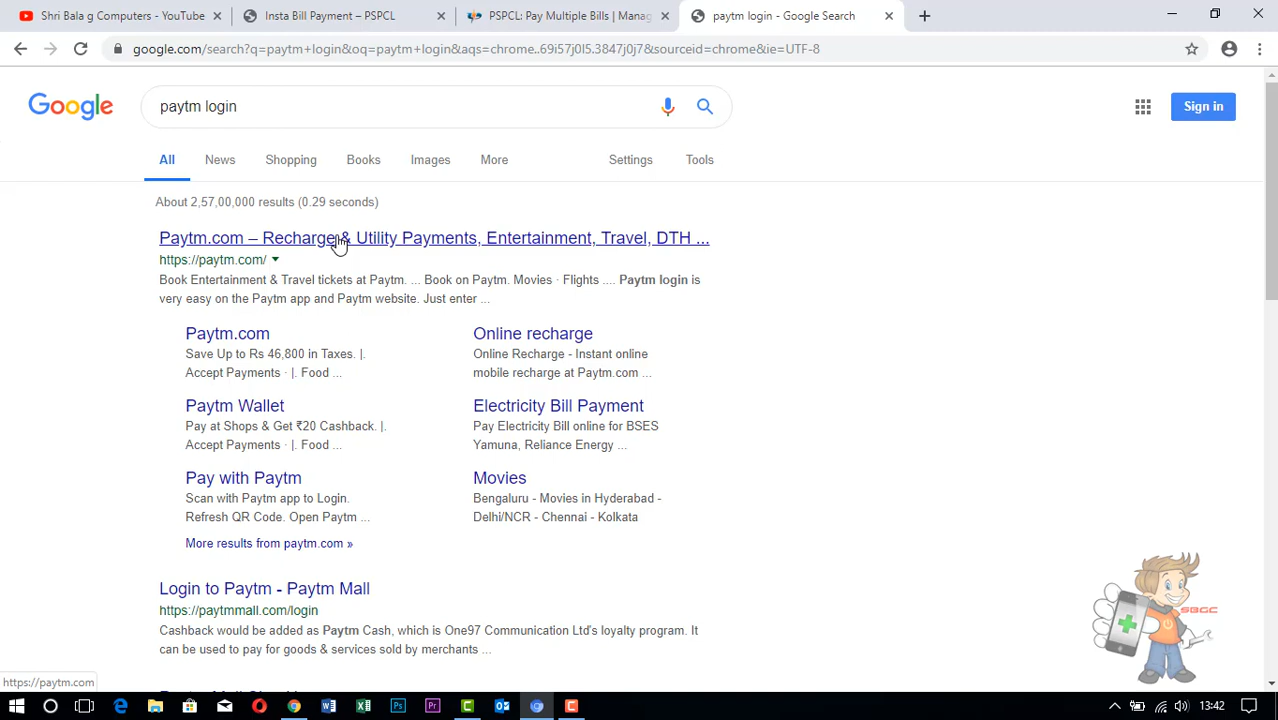 Shri Bala g Computers - YouTube
Insta Bill Payment – PSPCL
PSPCL: Pay Multiple Bills | Manag
paytm login - Google Search
google.com/search?q=paytm+login&oq=paytm+login&aqs=chrome..69i57j0l5.3847j0j7&sourceid=chrome&ie=UTF-8
Google
paytm login
Sign in
All
News
Shopping
Books
Images
More
Settings
Tools
About 2,57,00,000 results (0.29 seconds)
Paytm.com – Recharge & Utility Payments, Entertainment, Travel, DTH ...
https://paytm.com/
Book Entertainment & Travel tickets at Paytm. ... Book on Paytm. Movies · Flights .... Paytm login is
very easy on the Paytm app and Paytm website. Just enter ...
Paytm.com
Save Up to Rs 46,800 in Taxes. |.
Accept Payments · |. Food ...
Online recharge
Online Recharge - Instant online
mobile recharge at Paytm.com ...
Paytm Wallet
Pay at Shops & Get ₹20 Cashback. |.
Accept Payments · |. Food ...
Electricity Bill Payment
Pay Electricity Bill online for BSES
Yamuna, Reliance Energy ...
Pay with Paytm
Scan with Paytm app to Login.
Refresh QR Code. Open Paytm ...
Movies
Bengaluru - Movies in Hyderabad -
Delhi/NCR - Chennai - Kolkata
More results from paytm.com »
Login to Paytm - Paytm Mall
https://paytmmall.com/login
Cashback would be added as Paytm Cash, which is One97 Communication Ltd's loyalty program. It
can be used to pay for goods & services sold by merchants ...
SBGC
https://paytm.com
13:42